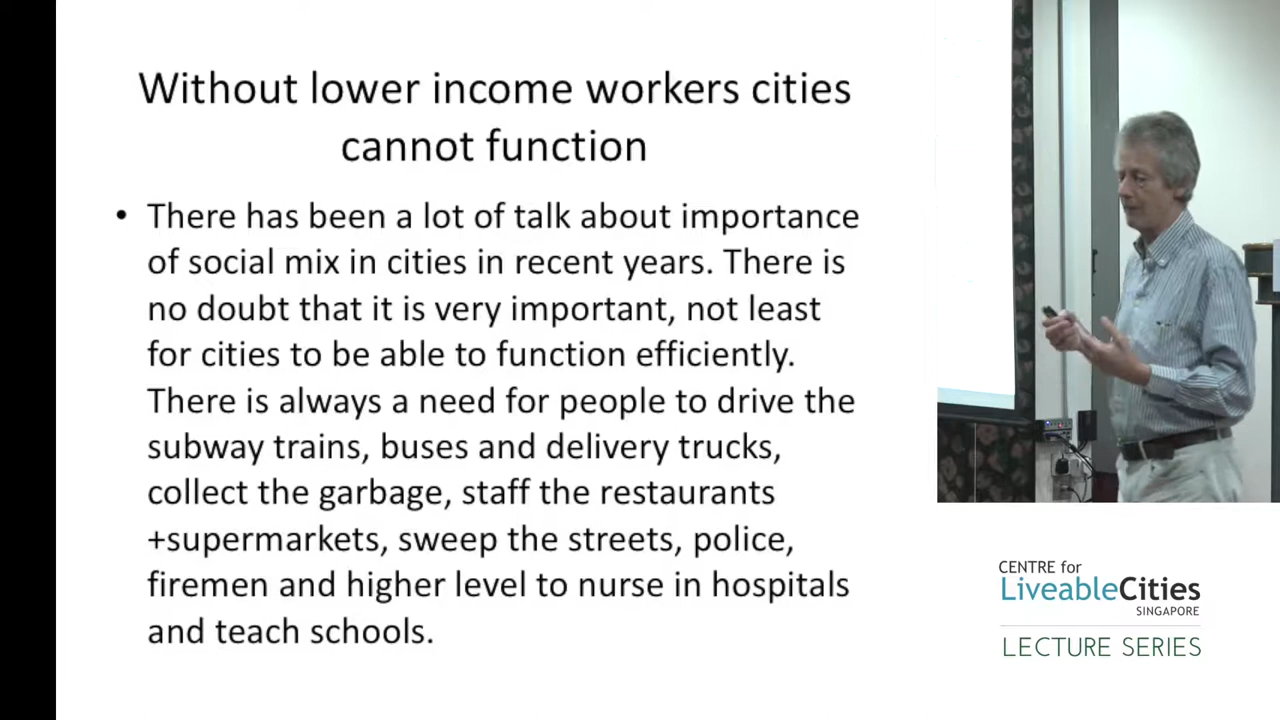 Without lower income workers cities
cannot function
• There has been a lot of talk about importance
of social mix in cities in recent years. There is
no doubt that it is very important, not least
for cities to be able to function efficiently.
There is always a need for people to drive the
subway trains, buses and delivery trucks,
collect the garbage, staff the restaurants
+supermarkets, sweep the streets, police,
firemen and higher level to nurse in hospitals
and teach schools.
CENTRE for
LiveableCities
SINGAPORE
LECTURE SERIES